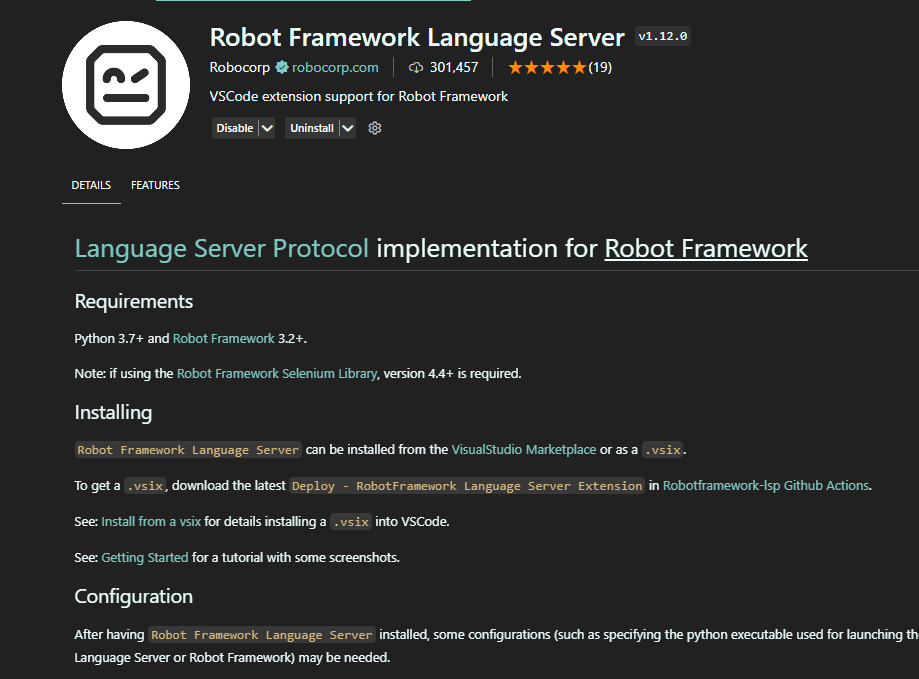 Robot Framework Language Server v1.12.0
Robocorp robocorp.com 301,457 (19)
VSCode extension support for Robot Framework
Disable Uninstall
DETAILS FEATURES
Language Server Protocol implementation for Robot Framework
Requirements
Python 3.7+ and Robot Framework 3.2+.
Note: if using the Robot Framework Selenium Library, version 4.4+ is required.
Installing
Robot Framework Language Server can be installed from the VisualStudio Marketplace or as a .vsix.
To get a .vsix, download the latest Deploy - RobotFramework Language Server Extension in Robotframework-lsp Github Actions.
See: Install from a vsix for details installing a .vsix into VSCode.
See: Getting Started for a tutorial with some screenshots.
Configuration
After having Robot Framework Language Server installed, some configurations (such as specifying the python executable used for launching the
Language Server or Robot Framework) may be needed.